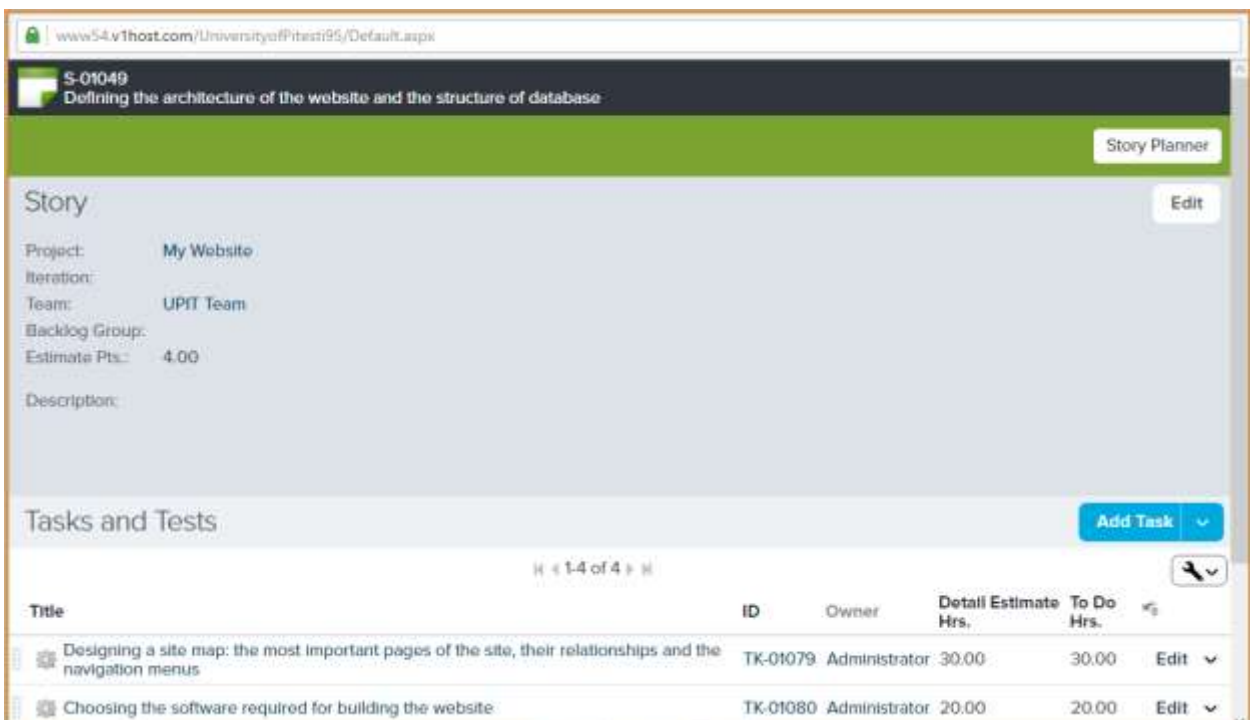 www54.v1host.com/UniversityofPitesti95/Default.aspx
S-01049
Defining the architecture of the website and the structure of database
Story Planner
Story
Edit
Project: My Website
Iteration:
Team: UPIT Team
Backlog Group:
Estimate Pts.: 4.00
Description:
Tasks and Tests
Add Task
1-4 of 4
Title ID Owner Detail Estimate Hrs. To Do Hrs.
Designing a site map: the most important pages of the site, their relationships and the
navigation menus
TK-01079 Administrator 30.00 30.00 Edit
Choosing the software required for building the website TK-01080 Administrator 20.00 20.00 Edit